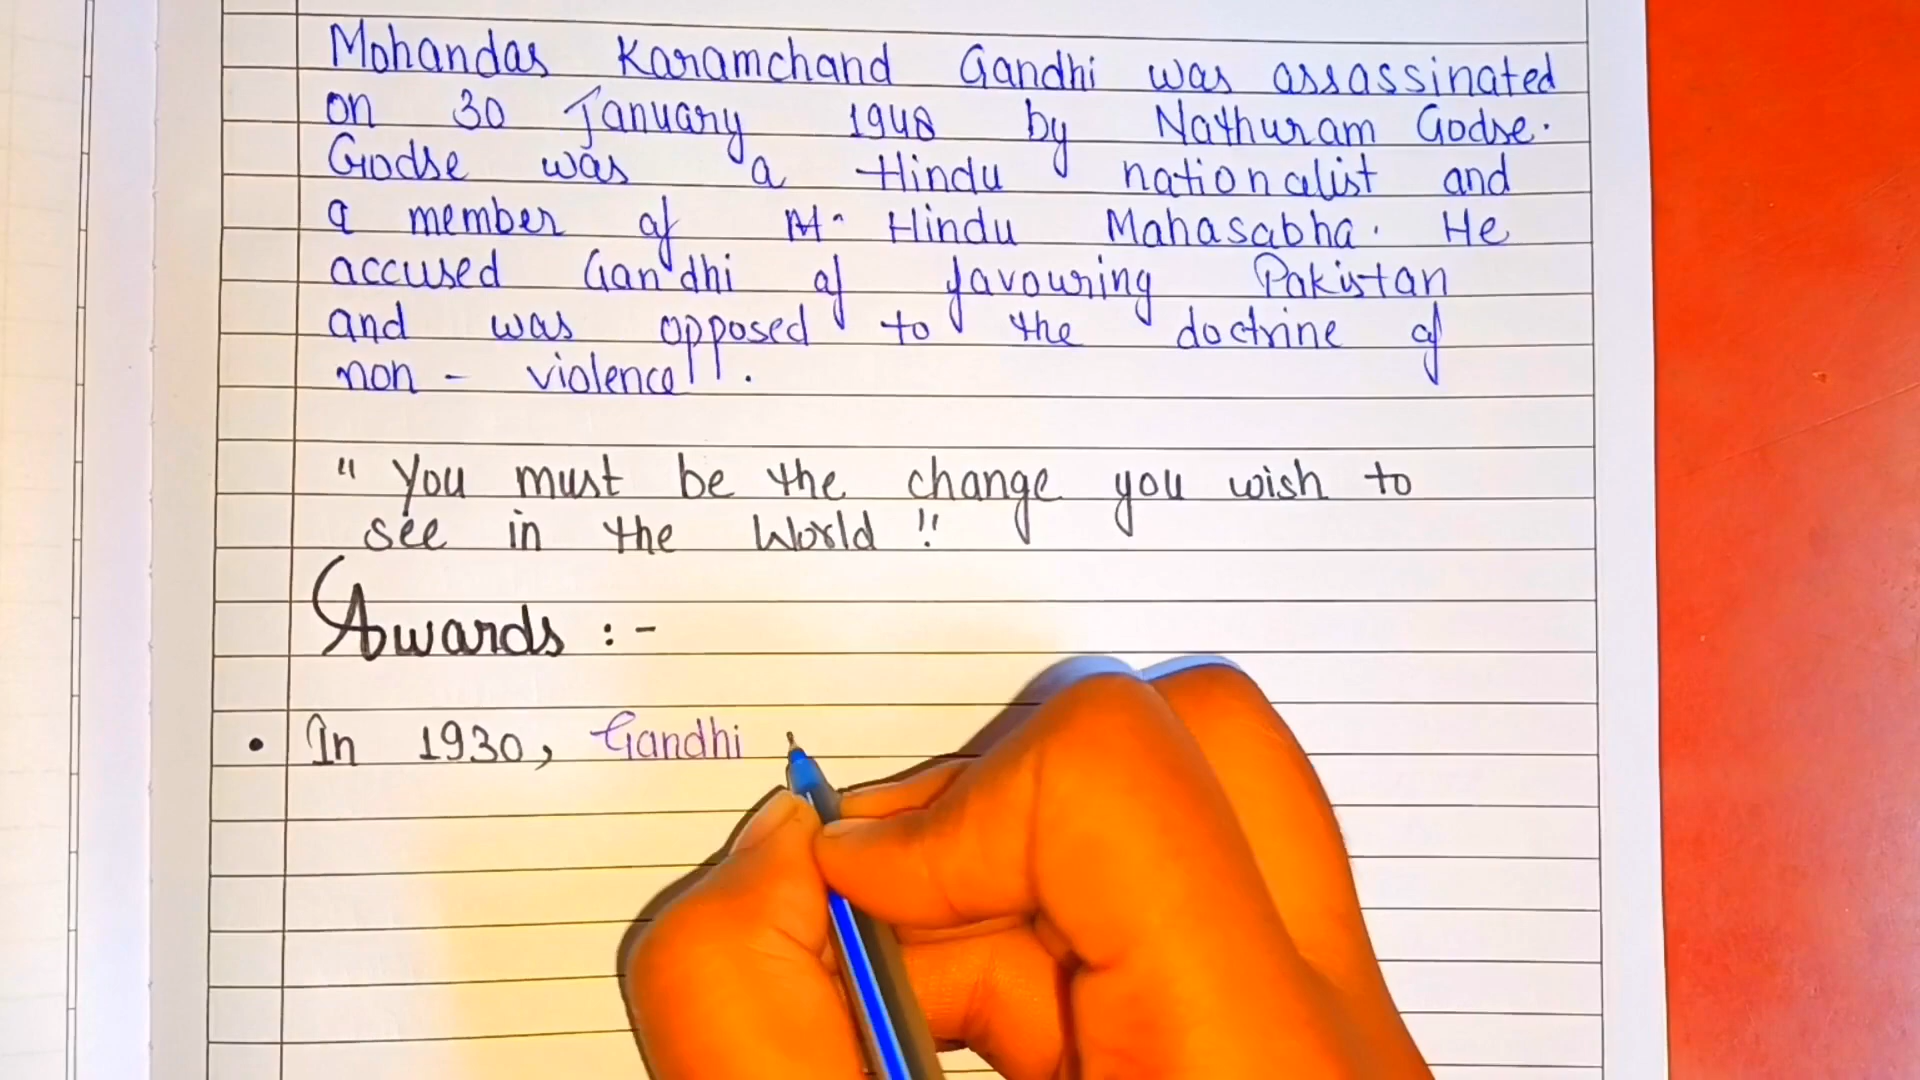 Mohandas Karamchand Gandhi was assassinated
on 30 January 1948 by Nathuram Godse.
Godse was a Hindu nationalist and
a member of Hindu Mahasabha. He
accused Gandhi of favouring Pakistan
and was opposed to the doctrine of
non - violence.
" You must be the change you wish to
see in the World !!
Awards :-
• In 1930, Gandhi